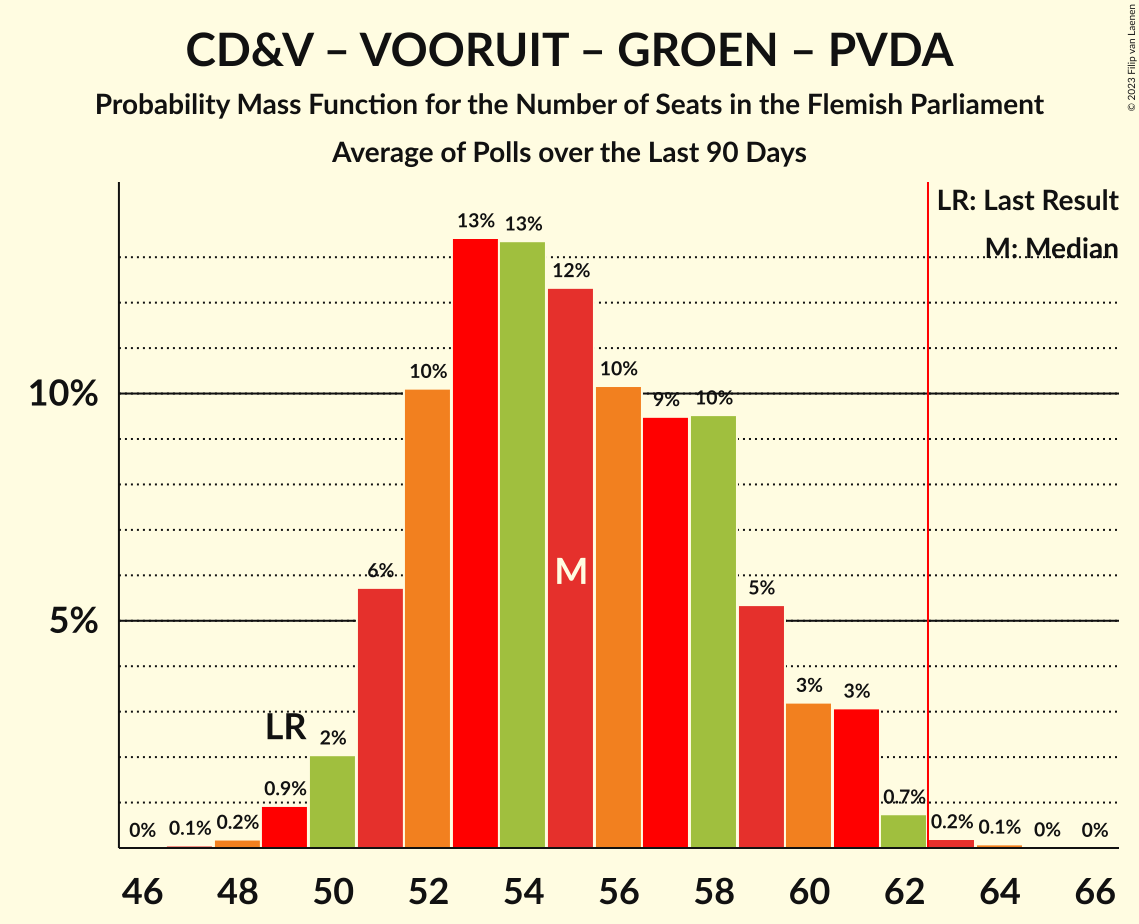 CD&V – VOORUIT – GROEN – PVDA
Probability Mass Function for the Number of Seats in the Flemish Parliament
Average of Polls over the Last 90 Days
© 2023 Filip van Laenen
LR: Last Result
M: Median
10%
5%
0%
0.1%
0.2%
0.9%
LR
2%
6%
10%
13%
13%
12%
M
10%
9%
10%
5%
3%
3%
0.7%
0.2%
0.1%
0%
0%
46 48 50 52 54 56 58 60 62 64 66